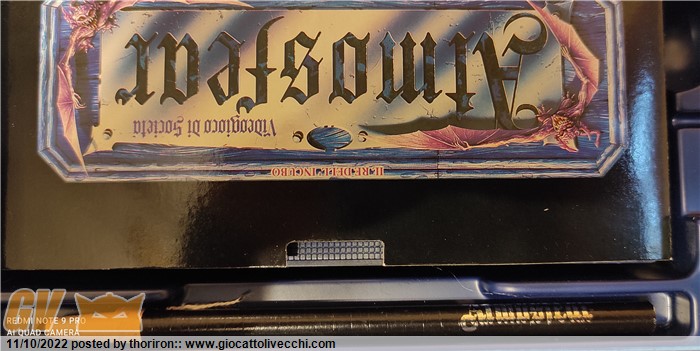 Atmosfear
Videogioco Di Società
IL RE DELL'INCUBO
GV
REDMI NOTE 9 PRO
AI QUAD CAMERA
11/10/2022 posted by thoriron:: www.giocattolivecchi.com